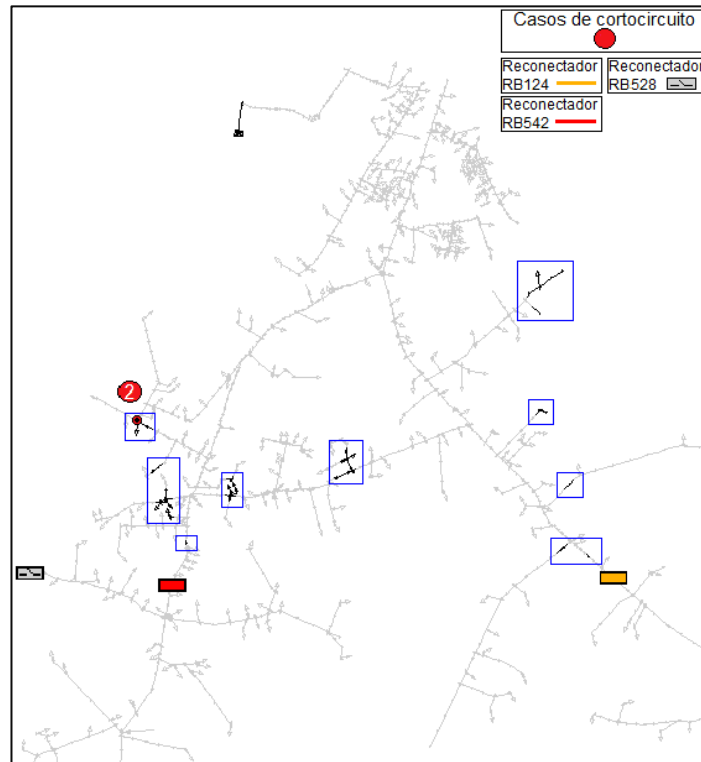 Casos de cortocircuito
Reconectador
RB124
Reconectador
RB528
Reconectador
RB542
2